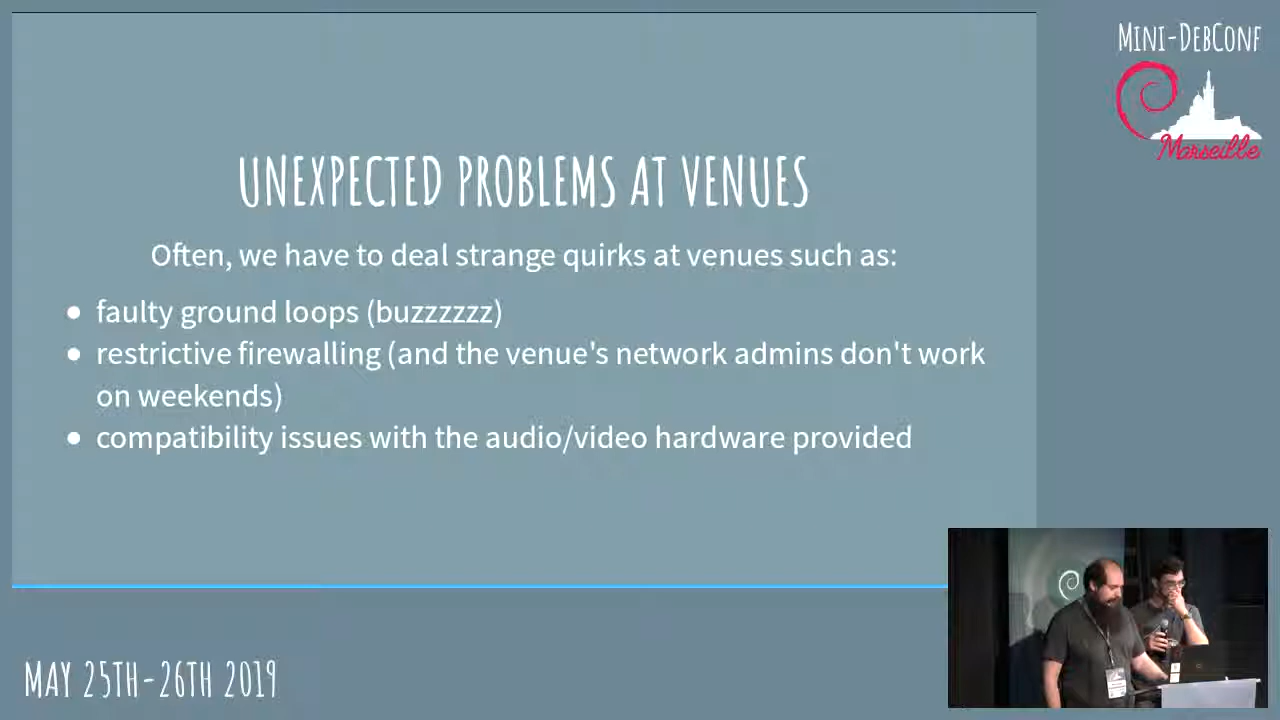 Mini-DebConf
Marseille
UNEXPECTED PROBLEMS AT VENUES
Often, we have to deal strange quirks at venues such as:
● faulty ground loops (buzzzzzz)
● restrictive firewalling (and the venue's network admins don't work
on weekends)
● compatibility issues with the audio/video hardware provided
MAY 25TH-26TH 2019